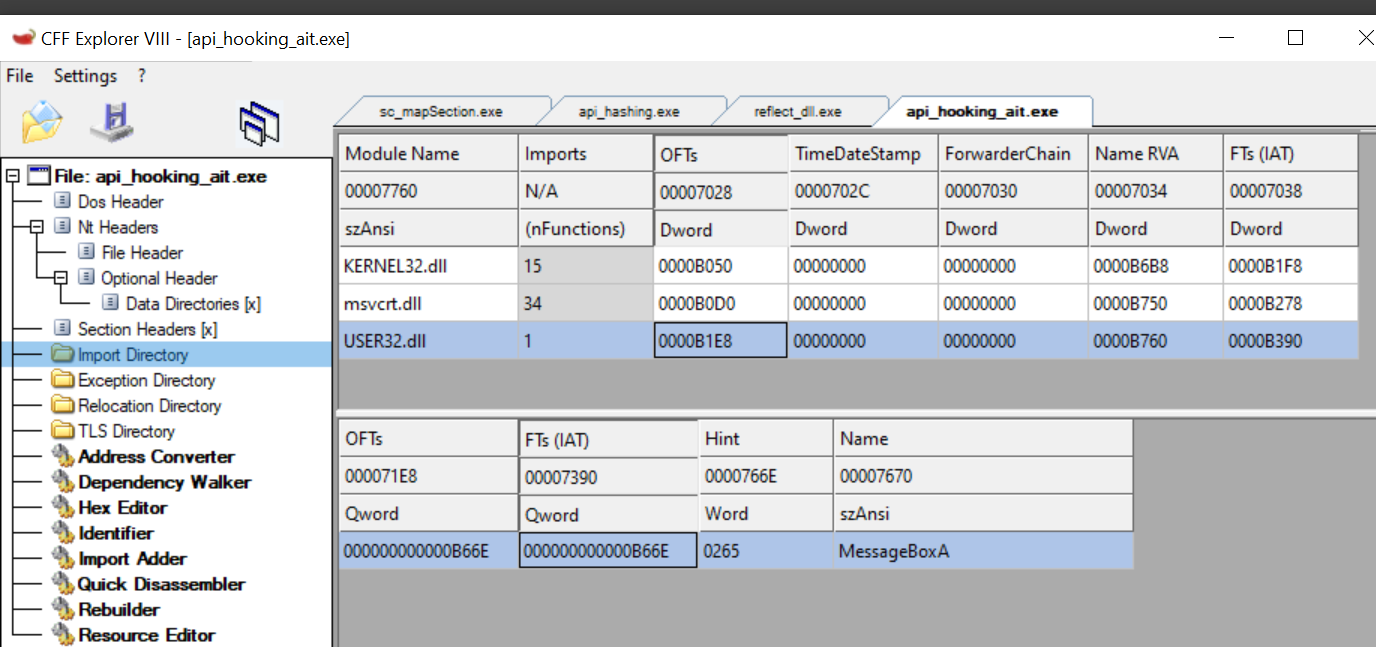 CFF Explorer VIII - [api_hooking_ait.exe]
File Settings ?
sc_mapSection.exe api_hashing.exe reflect_dll.exe api_hooking_ait.exe
File: api_hooking_ait.exe
Dos Header
Nt Headers
File Header
Optional Header
Data Directories [x]
Section Headers [x]
Import Directory
Exception Directory
Relocation Directory
TLS Directory
Address Converter
Dependency Walker
Hex Editor
Identifier
Import Adder
Quick Disassembler
Rebuilder
Resource Editor
Module Name Imports OFTs TimeDateStamp ForwarderChain Name RVA FTs (IAT)
00007760 N/A 00007028 0000702C 00007030 00007034 00007038
szAnsi (nFunctions) Dword Dword Dword Dword Dword
KERNEL32.dll 15 0000B050 00000000 00000000 0000B6B8 0000B1F8
msvcrt.dll 34 0000B0D0 00000000 00000000 0000B750 0000B278
USER32.dll 1 0000B1E8 00000000 00000000 0000B760 0000B390
OFTs FTs (IAT) Hint Name
000071E8 00007390 0000766E 00007670
Qword Qword Word szAnsi
000000000000B66E 000000000000B66E 0265 MessageBoxA